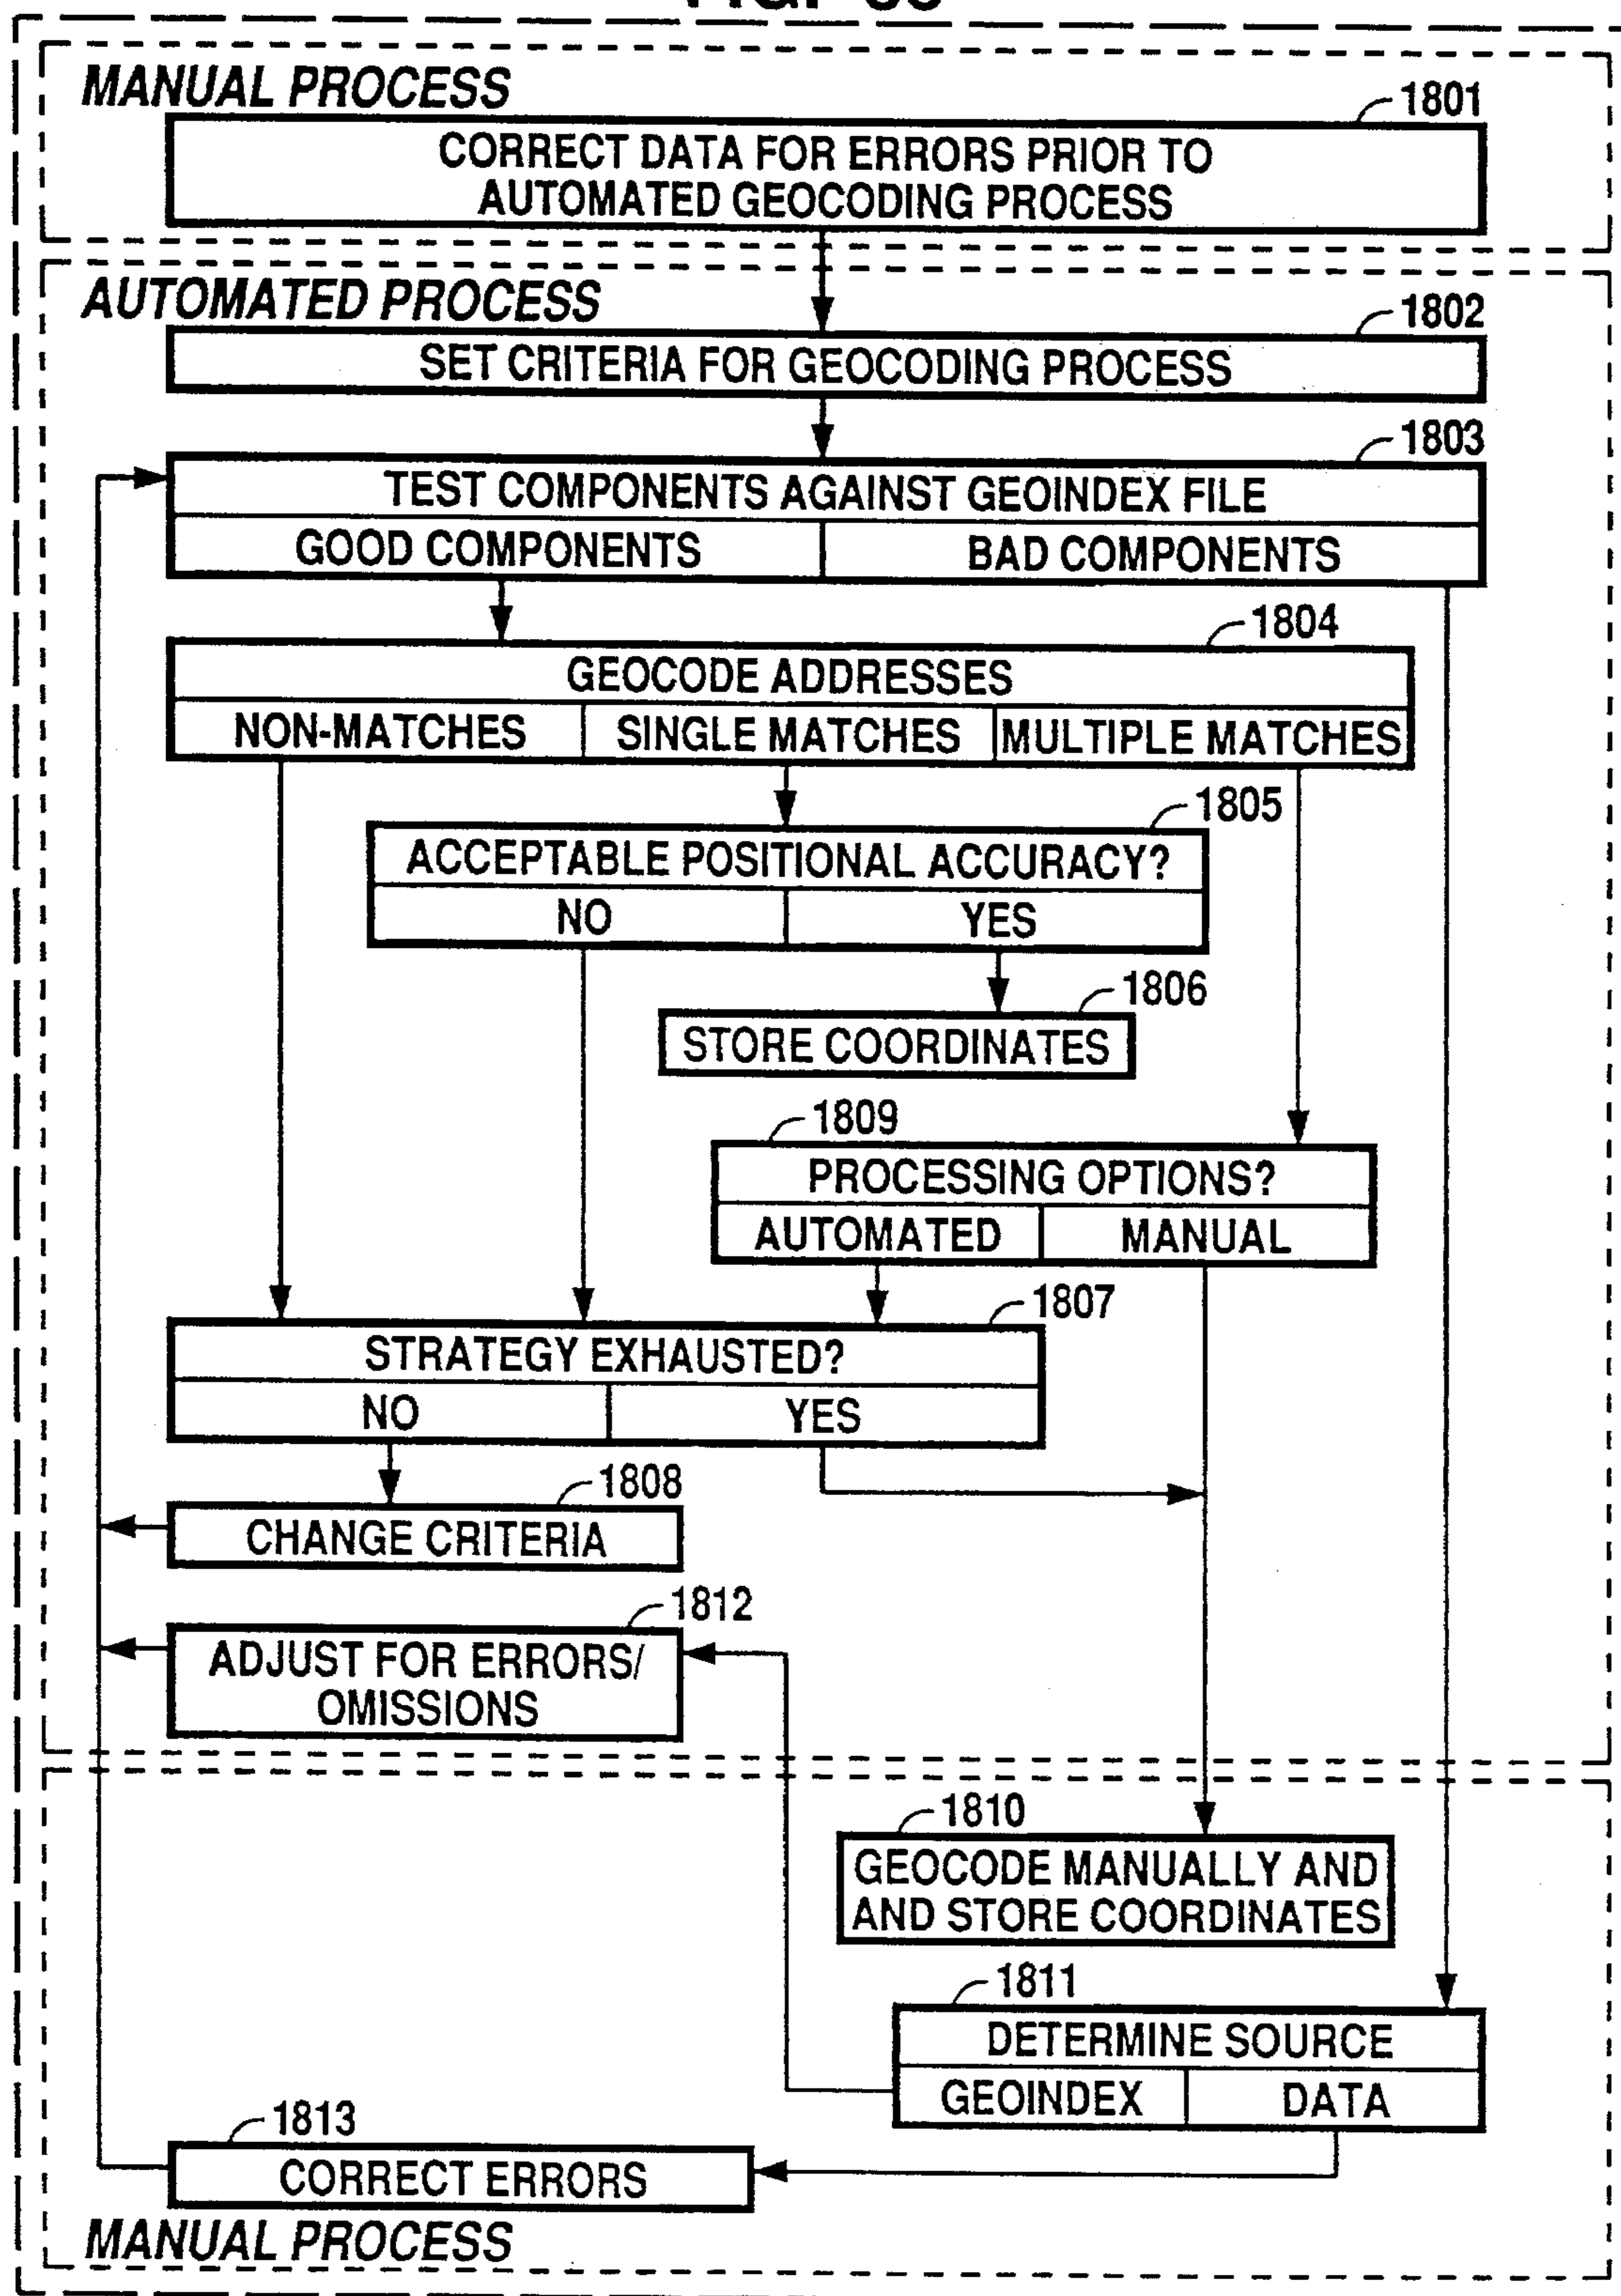 MANUAL PROCESS
1801
CORRECT DATA FOR ERRORS PRIOR TO
AUTOMATED GEOCODING PROCESS
AUTOMATED PROCESS
1802
SET CRITERIA FOR GEOCODING PROCESS
1803
TEST COMPONENTS AGAINST GEOINDEX FILE
GOOD COMPONENTS
BAD COMPONENTS
1804
GEOCODE ADDRESSES
NON-MATCHES
SINGLE MATCHES
MULTIPLE MATCHES
1805
ACCEPTABLE POSITIONAL ACCURACY?
NO
YES
1806
STORE COORDINATES
1809
PROCESSING OPTIONS?
AUTOMATED
MANUAL
1807
STRATEGY EXHAUSTED?
NO
YES
1808
CHANGE CRITERIA
1812
ADJUST FOR ERRORS/
OMISSIONS
1810
GEOCODE MANUALLY AND
AND STORE COORDINATES
1811
DETERMINE SOURCE
GEOINDEX
DATA
1813
CORRECT ERRORS
MANUAL PROCESS